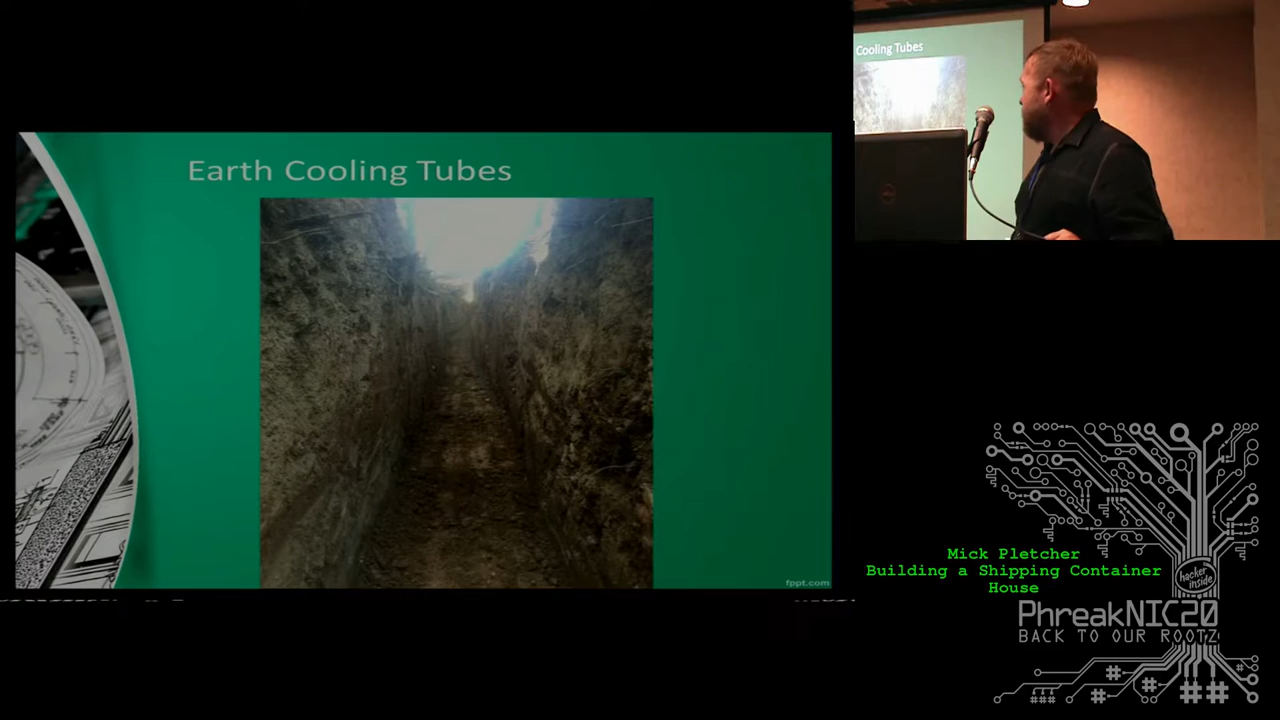 Earth Cooling Tubes
fppt.com
Cooling Tubes
Mick Pletcher
Building a Shipping Container
House
hacker
inside
PhreakNIC20
BACK TO OUR ROOTZ